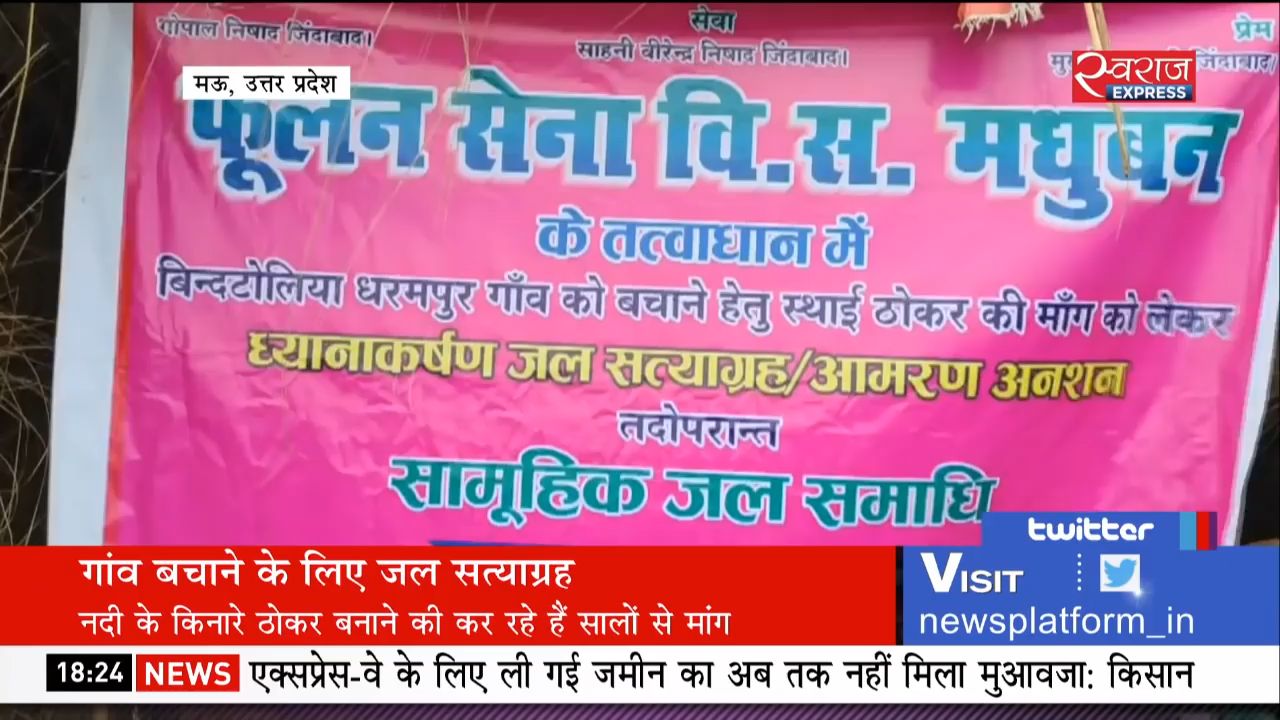 सेवा
प्रेम
गोपाल निषाद जिंदाबाद।
साहनी वीरेन्द्र निषाद जिंदाबाद।
जिंदाबाद।
स्वराज
EXPRESS
मऊ, उत्तर प्रदेश
फूलन सेना वि.स. मधुबन
के तत्वाधान में
बिन्दटोलिया धरमपुर गाँव को बचाने हेतु स्थाई ठोकर की माँग को लेकर
ध्यानाकर्षण जल सत्याग्रह/आमरण अनशन
तदोपरान्त
सामूहिक जल समाधि
twitter
गांव बचाने के लिए जल सत्याग्रह
VISIT
नदी के किनारे ठोकर बनाने की कर रहे हैं सालों से मांग
newsplatform_in
18:24 NEWS एक्सप्रेस-वे के लिए ली गई जमीन का अब तक नहीं मिला मुआवजा: किसान